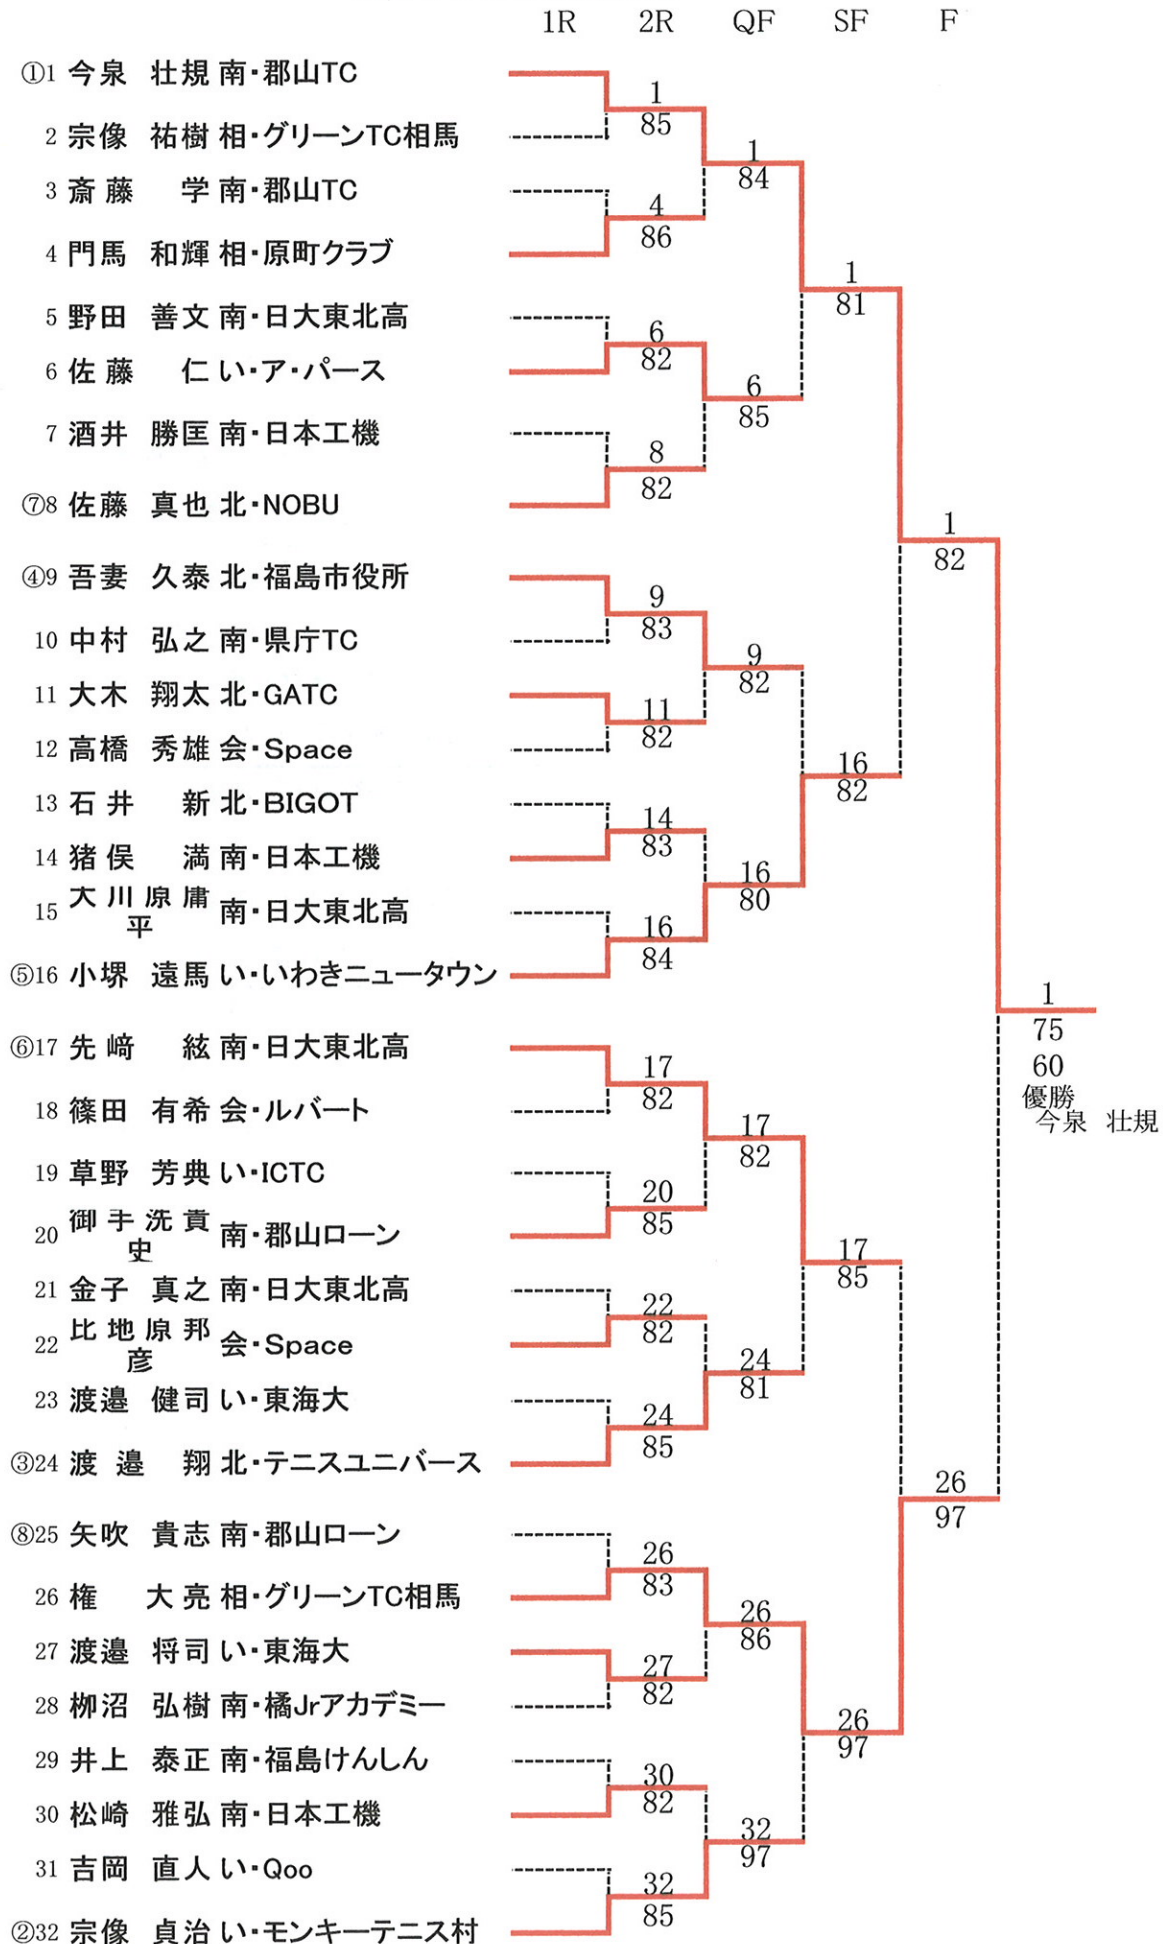 1R 2R QF SF F
①1 今泉 壮規 南・郡山TC
1
85
2 宗像 祐樹 相・グリーンTC相馬
1
84
3 斎藤 学 南・郡山TC
4
86
4 門馬 和輝 相・原町クラブ
1
81
5 野田 善文 南・日大東北高
6
82
6 佐藤 仁 い・ア・パース
6
85
7 酒井 勝匡 南・日本工機
8
82
⑦8 佐藤 真也 北・NOBU
1
82
④9 吾妻 久泰 北・福島市役所
9
83
10 中村 弘之 南・県庁TC
9
82
11 大木 翔太 北・GATC
11
82
12 高橋 秀雄 会・Space
16
82
13 石井 新 北・BIGOT
14
83
14 猪俣 満 南・日本工機
16
80
15 大川原庸平 南・日大東北高
16
84
⑤16 小堺 遠馬 い・いわきニュータウン
1
75
60
優勝
今泉 壮規
⑥17 先﨑 絃 南・日大東北高
17
82
18 篠田 有希 会・ルバート
17
82
19 草野 芳典 い・ICTC
20
85
20 御手洗貴史 南・郡山ローン
17
85
21 金子 真之 南・日大東北高
22
82
22 比地原邦彦 会・Space
24
81
23 渡邉 健司 い・東海大
24
85
③24 渡邉 翔 北・テニスユニバース
26
97
⑧25 矢吹 貴志 南・郡山ローン
26
83
26 権 大亮 相・グリーンTC相馬
26
86
27 渡邉 将司 い・東海大
27
82
28 栁沼 弘樹 南・橘Jrアカデミー
26
97
29 井上 泰正 南・福島けんしん
30
82
30 松崎 雅弘 南・日本工機
32
97
31 吉岡 直人 い・Qoo
32
85
②32 宗像 貞治 い・モンキーテニス村